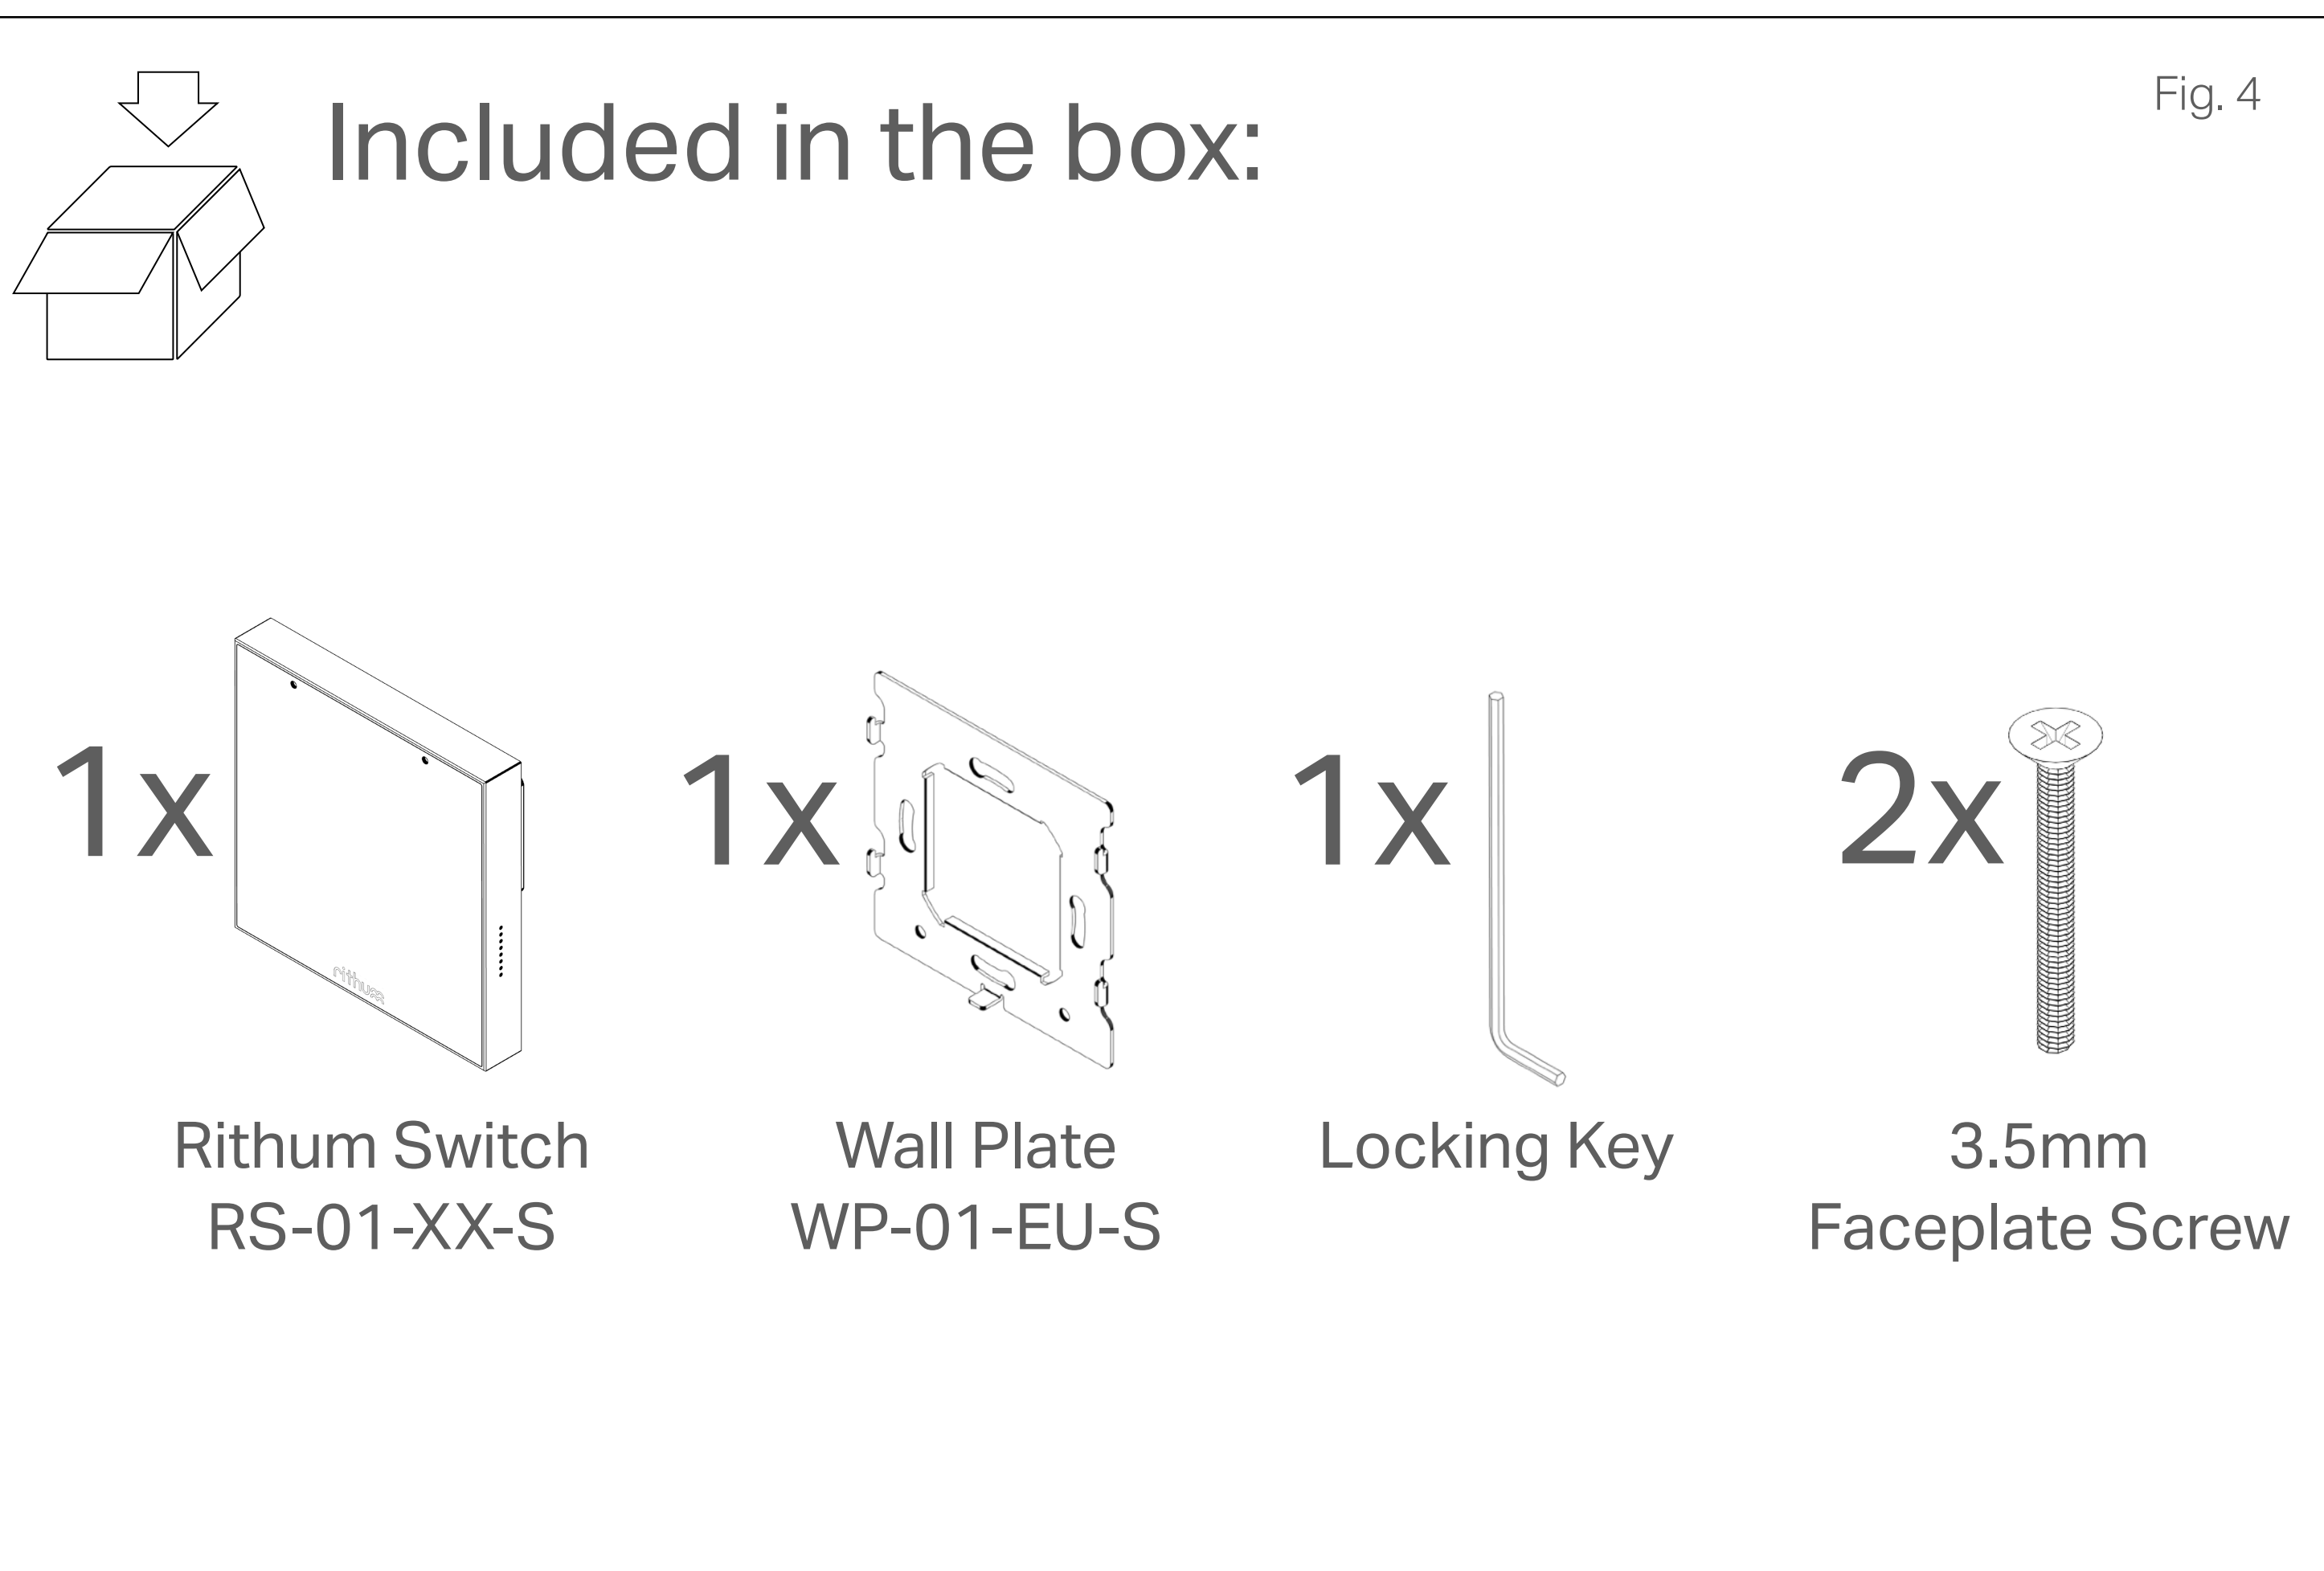 Fig. 4
Included in the box:
1x
1x
1x
2x
rithum
Rithum Switch
RS-01-XX-S
Wall Plate
WP-01-EU-S
Locking Key
3.5mm
Faceplate Screw